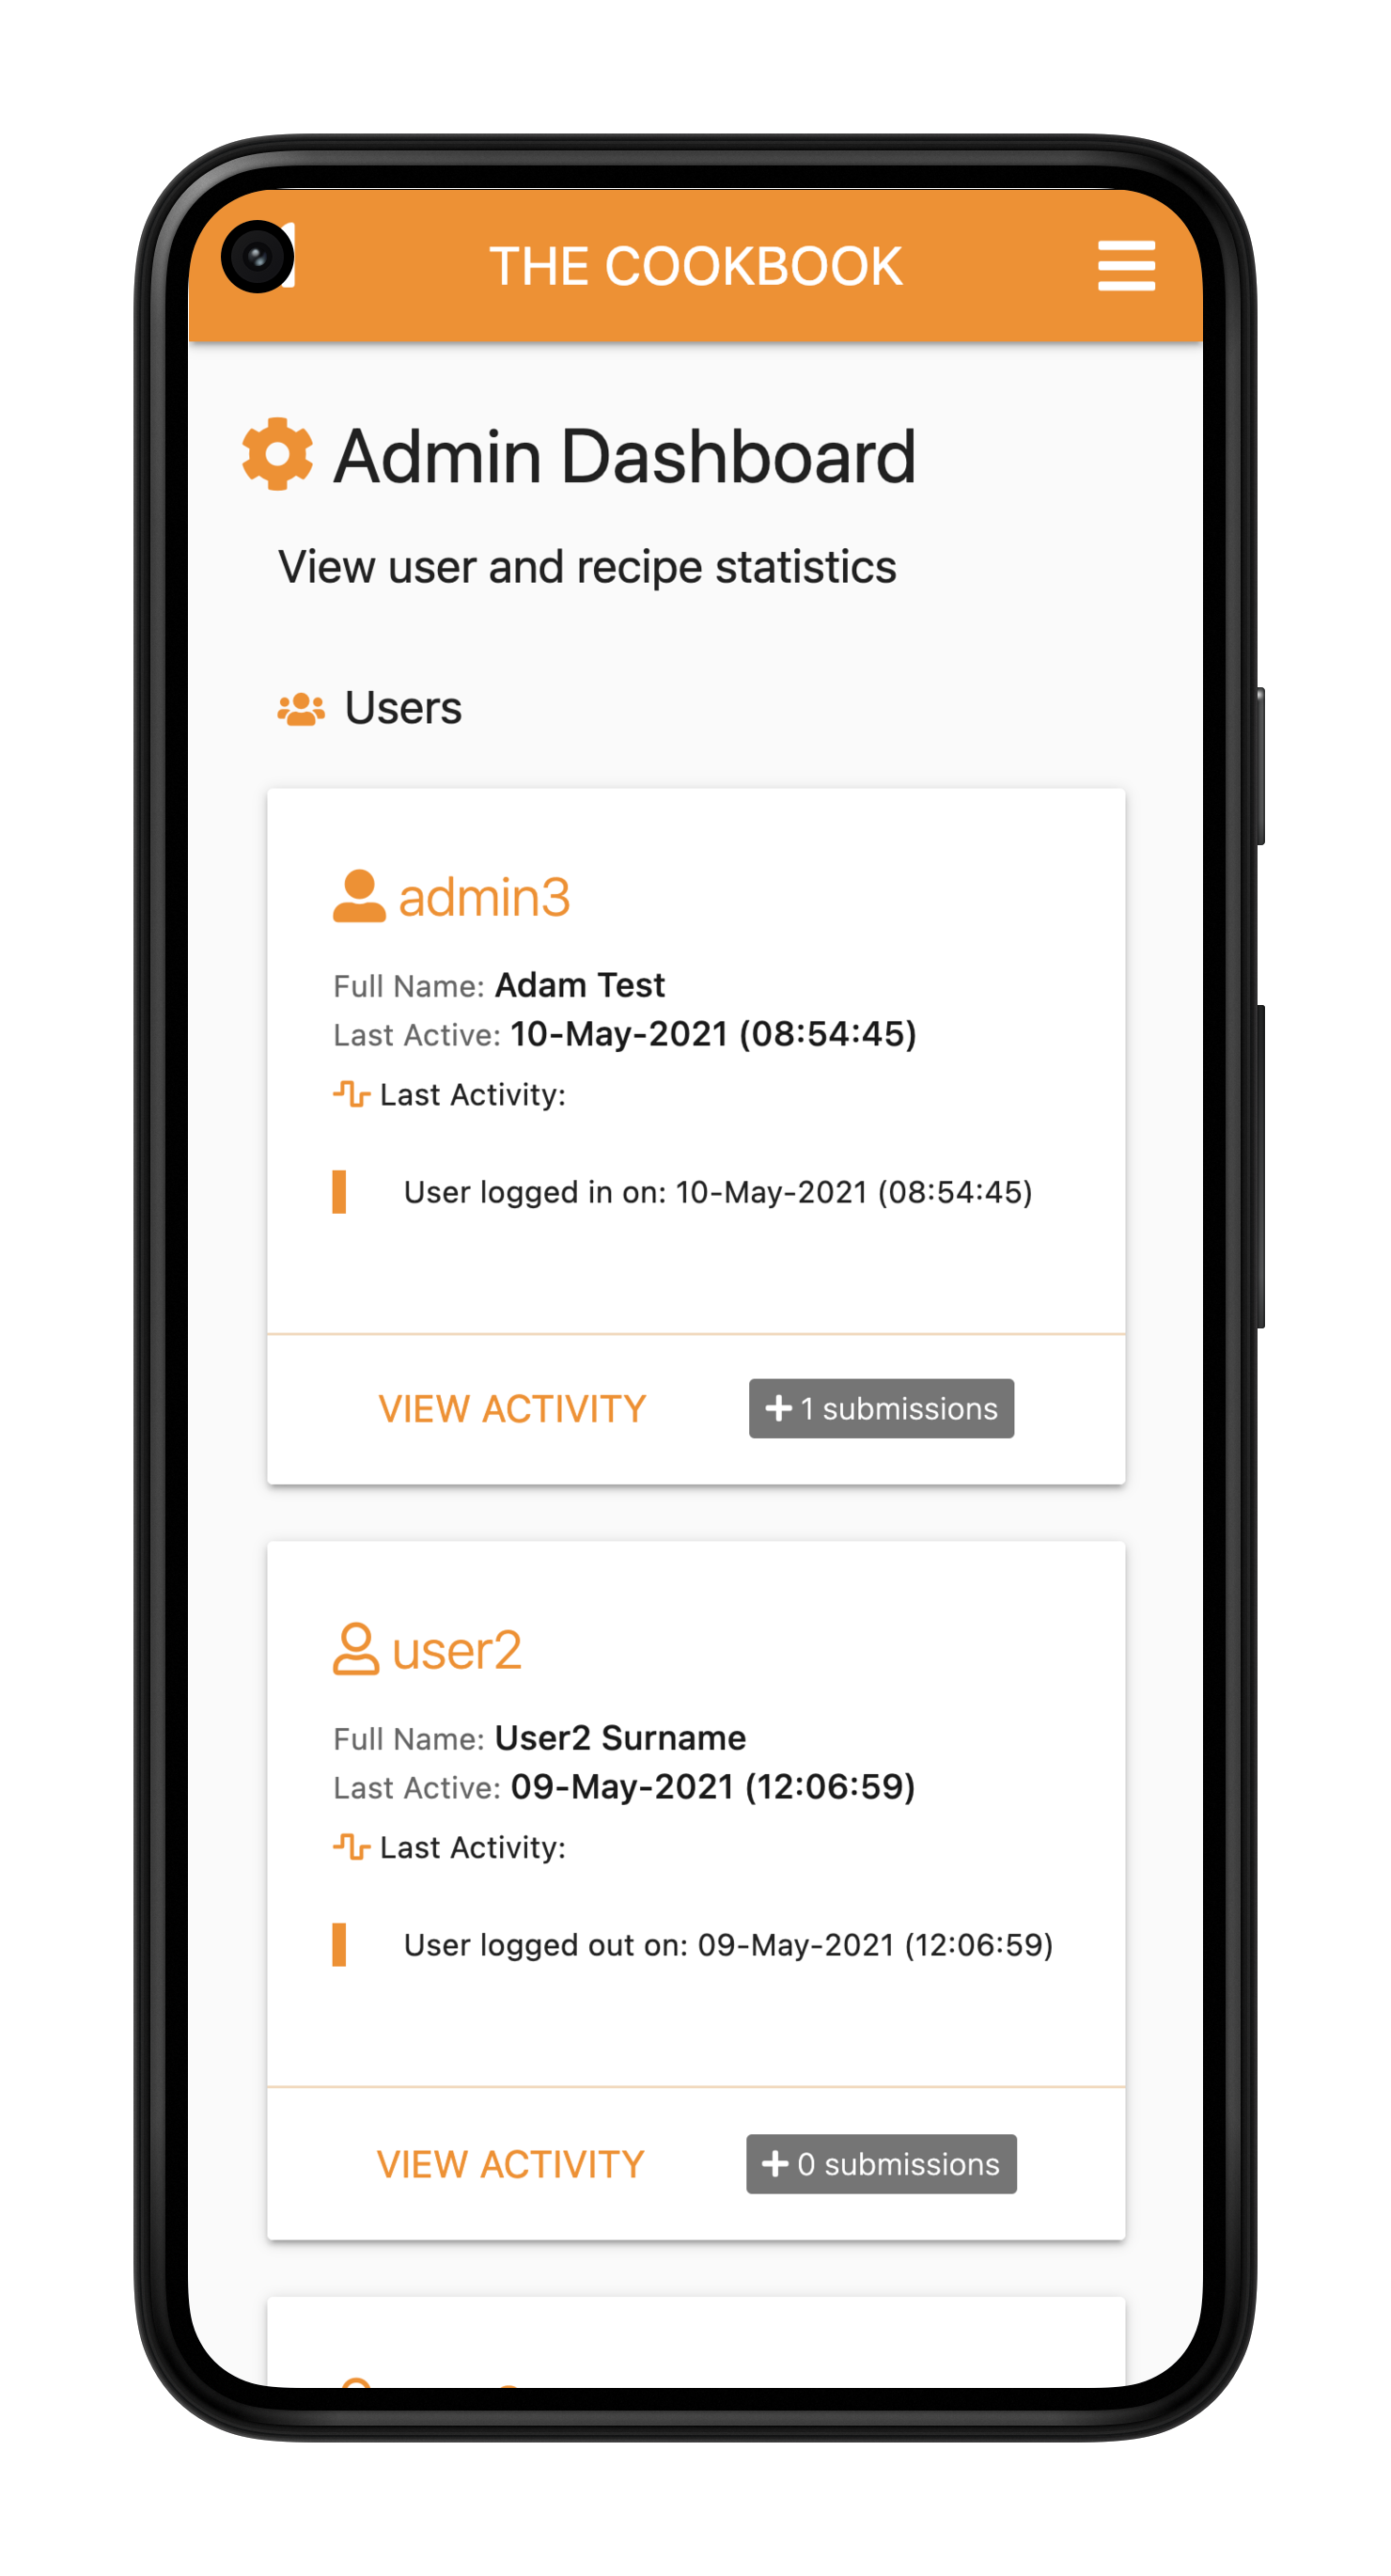 THE COOKBOOK
Admin Dashboard
View user and recipe statistics
Users
admin3
Full Name: Adam Test
Last Active: 10-May-2021 (08:54:45)
Last Activity:
User logged in on: 10-May-2021 (08:54:45)
VIEW ACTIVITY
1 submissions
user2
Full Name: User2 Surname
Last Active: 09-May-2021 (12:06:59)
Last Activity:
User logged out on: 09-May-2021 (12:06:59)
VIEW ACTIVITY
0 submissions